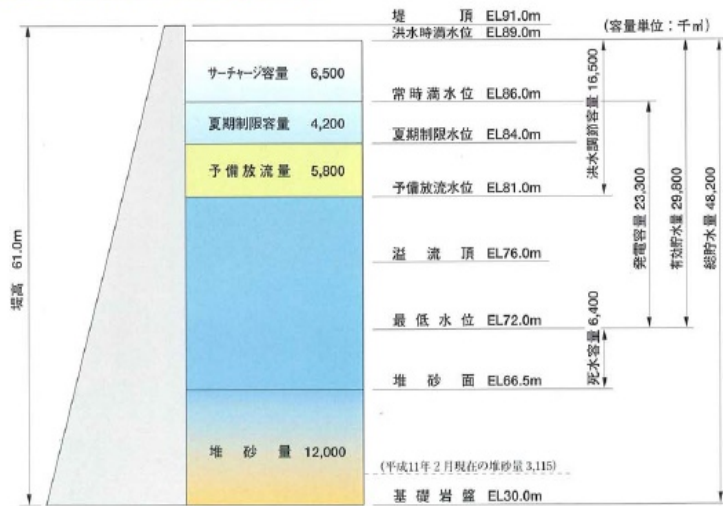 堤頂 EL91.0m
洪水時満水位 EL89.0m
(容量単位：千㎥)
サーチャージ容量 6,500
常時満水位 EL86.0m
夏期制限容量 4,200
夏期制限水位 EL84.0m
予備放流量 5,800
予備放流水位 EL81.0m
洪水調節容量 16,500
発電容量 23,300
有効貯水量 29,800
総貯水量 48,200
堤高 61.0m
溢流頂 EL76.0m
最低水位 EL72.0m
死水容量 6,400
堆砂面 EL66.5m
堆砂量 12,000
(平成11年2月現在の堆砂量 3,115)
基礎岩盤 EL30.0m